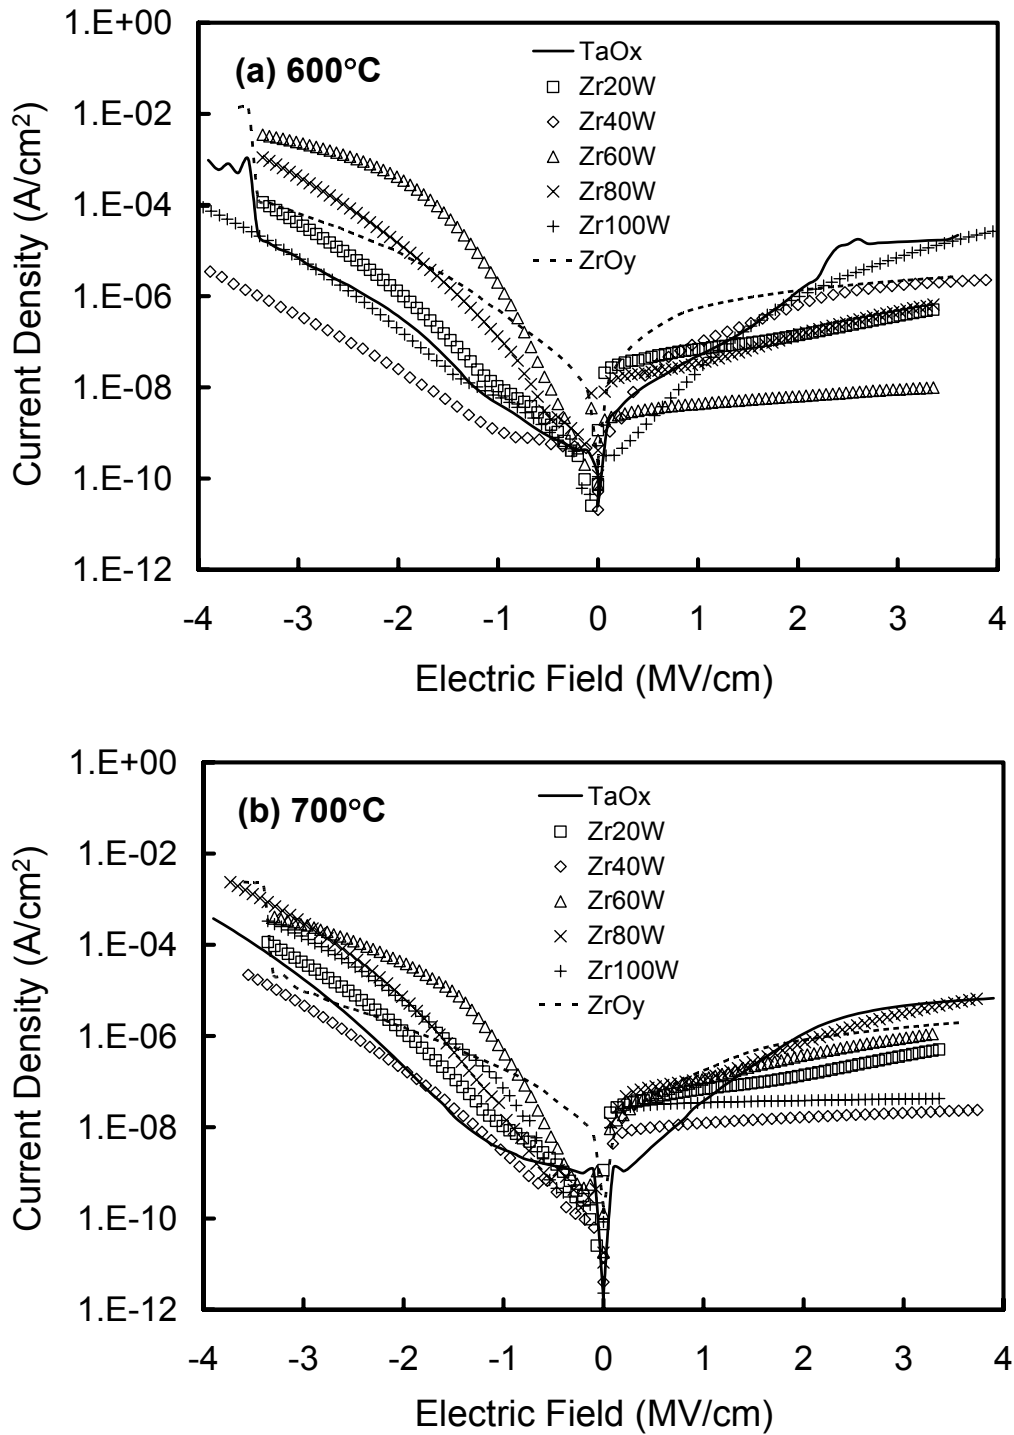 1.E+00
1.E-02
1.E-04
1.E-06
1.E-08
1.E-10
1.E-12
Current Density (A/cm²)
(a) 600°C
TaOx
Zr20W
Zr40W
Zr60W
Zr80W
Zr100W
ZrOy
-4 -3 -2 -1 0 1 2 3 4
Electric Field (MV/cm)
1.E+00
1.E-02
1.E-04
1.E-06
1.E-08
1.E-10
1.E-12
Current Density (A/cm²)
(b) 700°C
TaOx
Zr20W
Zr40W
Zr60W
Zr80W
Zr100W
ZrOy
-4 -3 -2 -1 0 1 2 3 4
Electric Field (MV/cm)